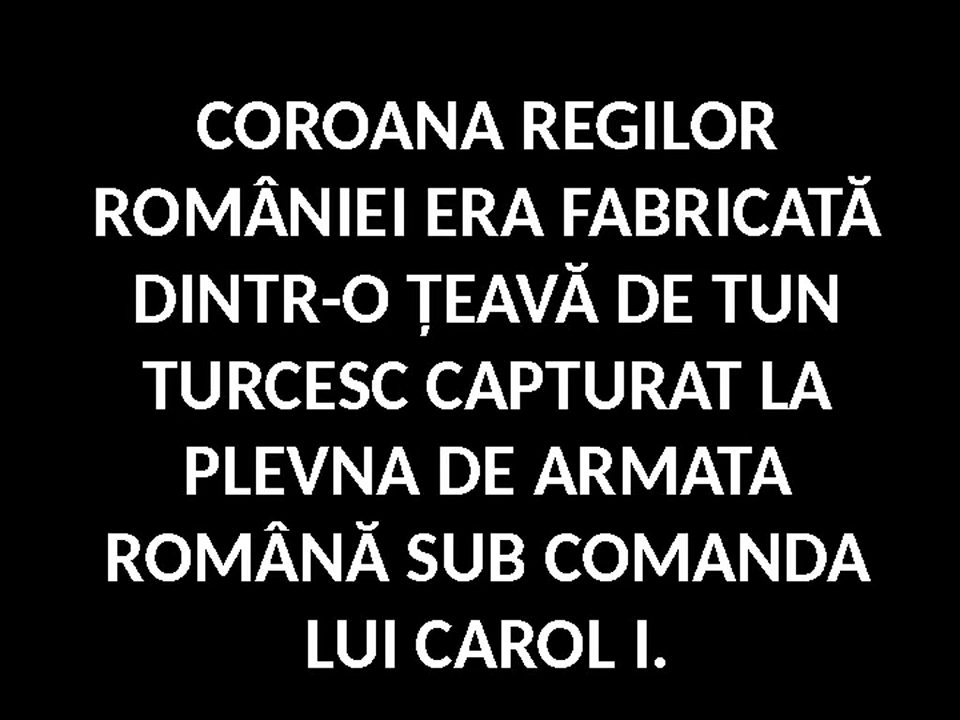 COROANA REGILOR
ROMÂNIEI ERA FABRICATĂ
DINTR-O ȚEAVĂ DE TUN
TURCESC CAPTURAT LA
PLEVNA DE ARMATA
ROMÂNĂ SUB COMANDA
LUI CAROL I.